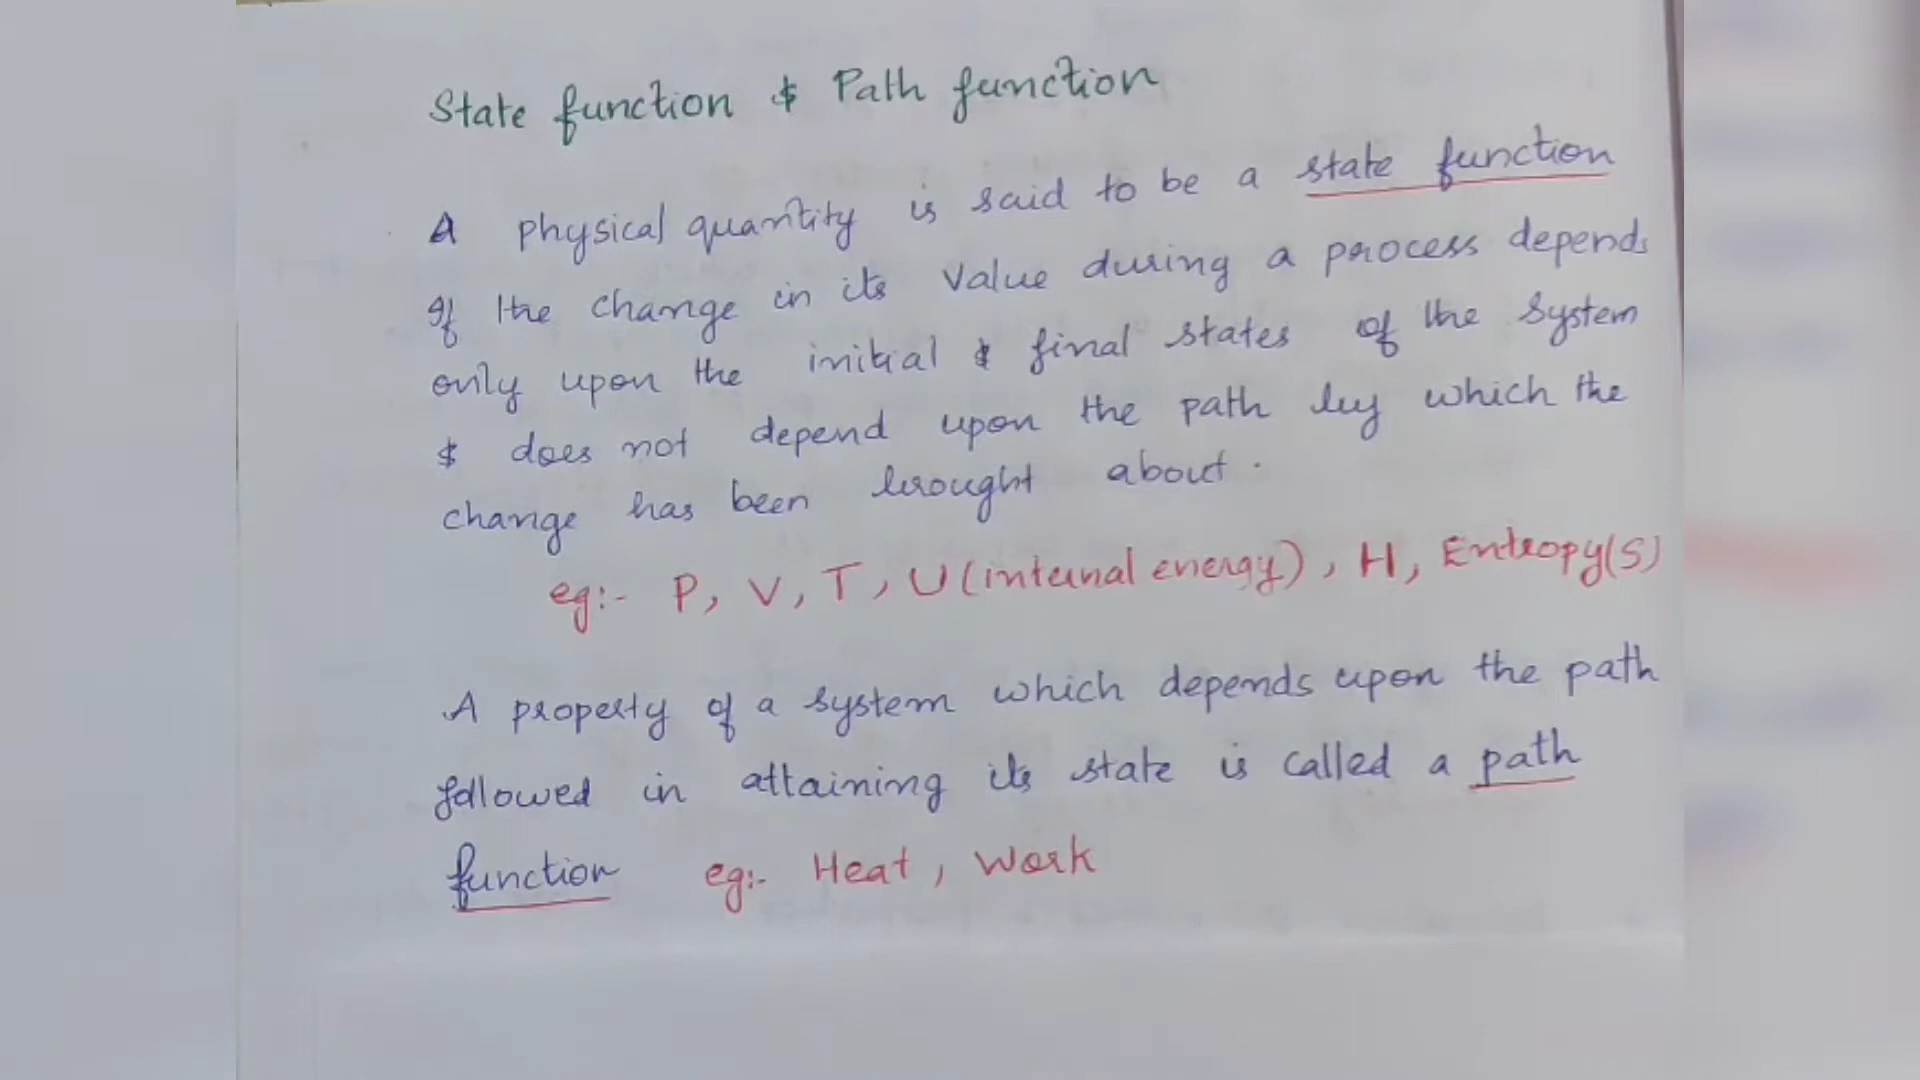 State function & Path function
A physical quantity is said to be a state function
If the change in its value during a process depends
only upon the initial & final states of the system
& does not depend upon the path by which the
change has been brought about.
eg:- P, V, T, U (internal energy), H, Entropy(S)
A property of a system which depends upon the path
followed in attaining its state is called a path
function eg:- Heat, Work